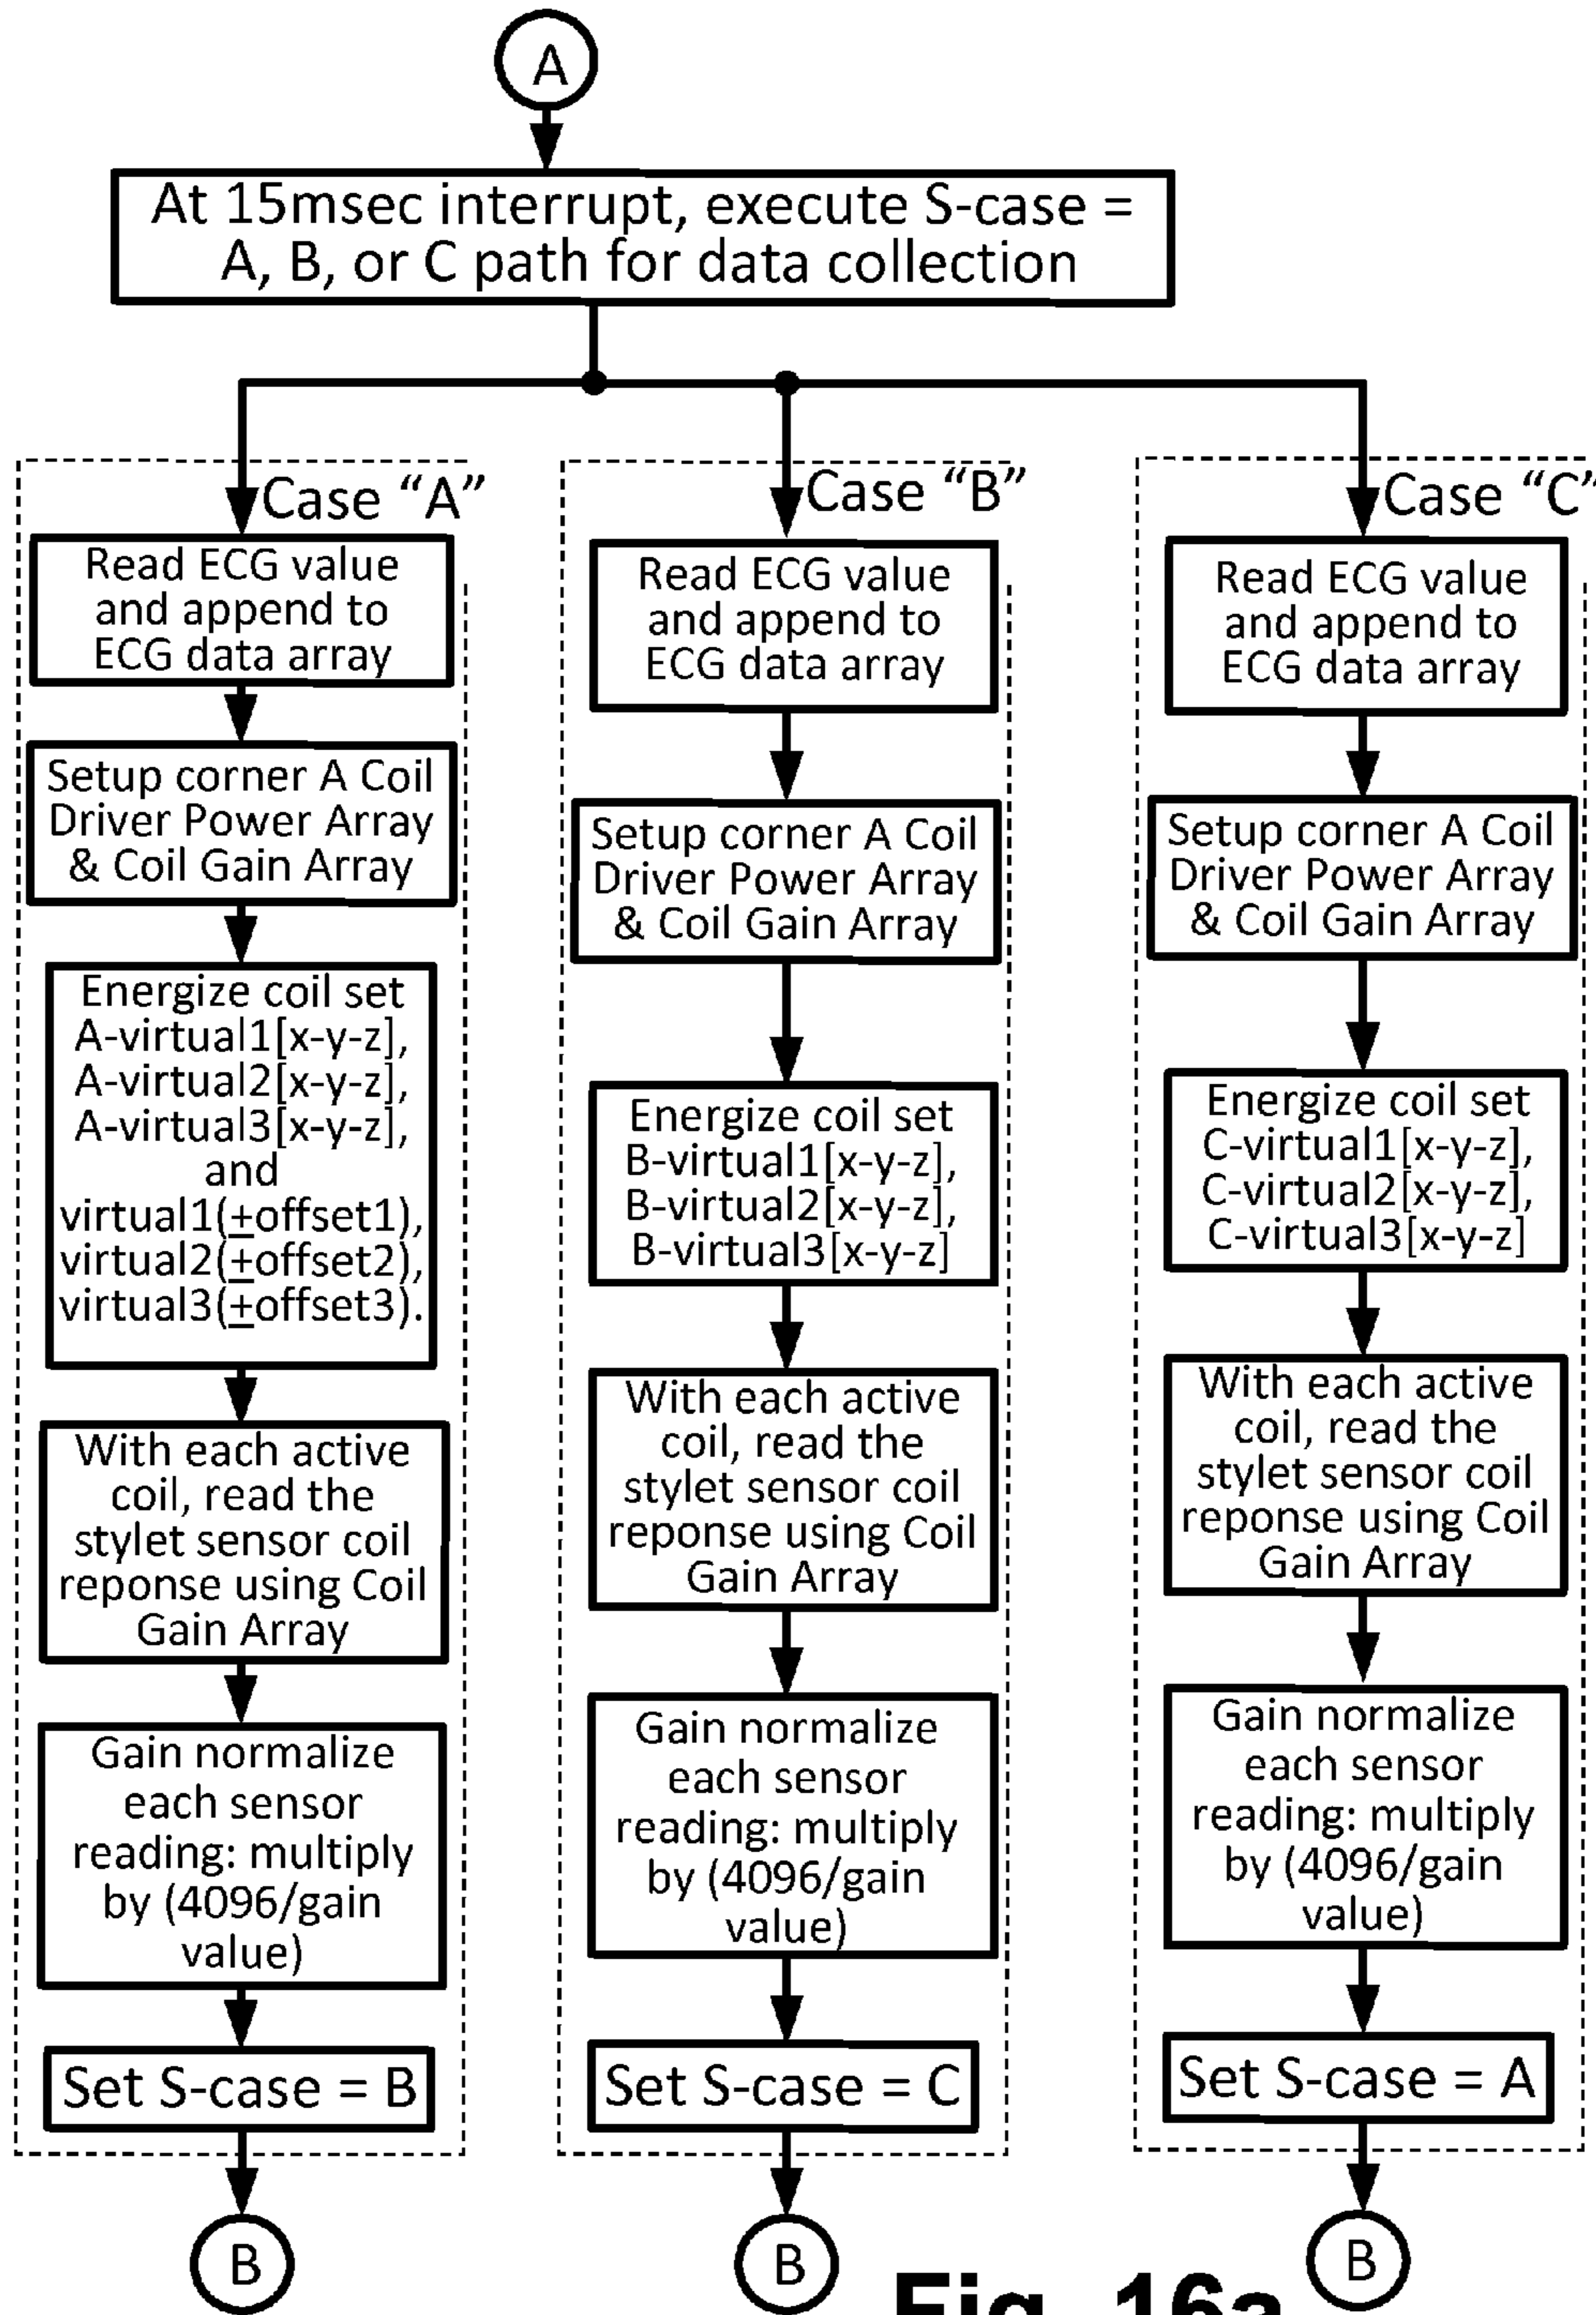 A
At 15msec interrupt, execute S-case =
A, B, or C path for data collection
Case “A”
Read ECG value
and append to
ECG data array
Setup corner A Coil
Driver Power Array
& Coil Gain Array
Energize coil set
A-virtual1[x-y-z],
A-virtual2[x-y-z],
A-virtual3[x-y-z],
and
virtual1(±offset1),
virtual2(±offset2),
virtual3(±offset3).
With each active
coil, read the
stylet sensor coil
reponse using Coil
Gain Array
Gain normalize
each sensor
reading: multiply
by (4096/gain
value)
Set S-case = B
B
Case “B”
Read ECG value
and append to
ECG data array
Setup corner A Coil
Driver Power Array
& Coil Gain Array
Energize coil set
B-virtual1[x-y-z],
B-virtual2[x-y-z],
B-virtual3[x-y-z]
With each active
coil, read the
stylet sensor coil
reponse using Coil
Gain Array
Gain normalize
each sensor
reading: multiply
by (4096/gain
value)
Set S-case = C
B
Case “C”
Read ECG value
and append to
ECG data array
Setup corner A Coil
Driver Power Array
& Coil Gain Array
Energize coil set
C-virtual1[x-y-z],
C-virtual2[x-y-z],
C-virtual3[x-y-z]
With each active
coil, read the
stylet sensor coil
reponse using Coil
Gain Array
Gain normalize
each sensor
reading: multiply
by (4096/gain
value)
Set S-case = A
B
Fig. 16a